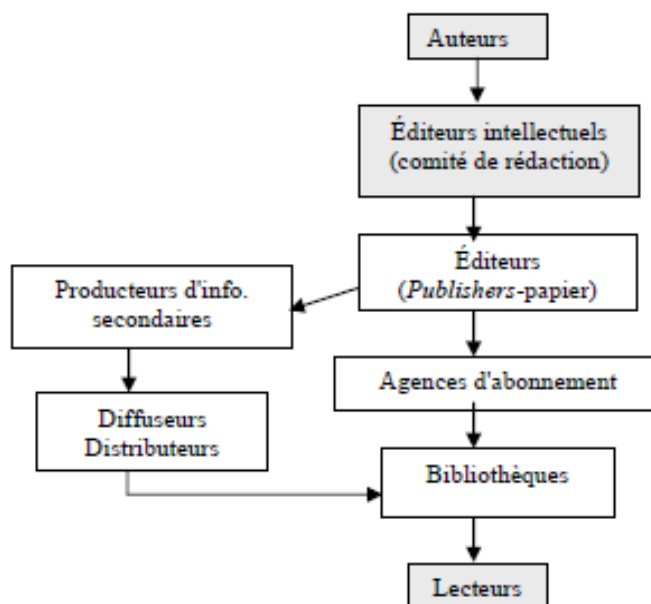 Auteurs
Éditeurs intellectuels
(comité de rédaction)
Éditeurs
(Publishers-papier)
Producteurs d'info.
secondaires
Agences d'abonnement
Diffuseurs
Distributeurs
Bibliothèques
Lecteurs